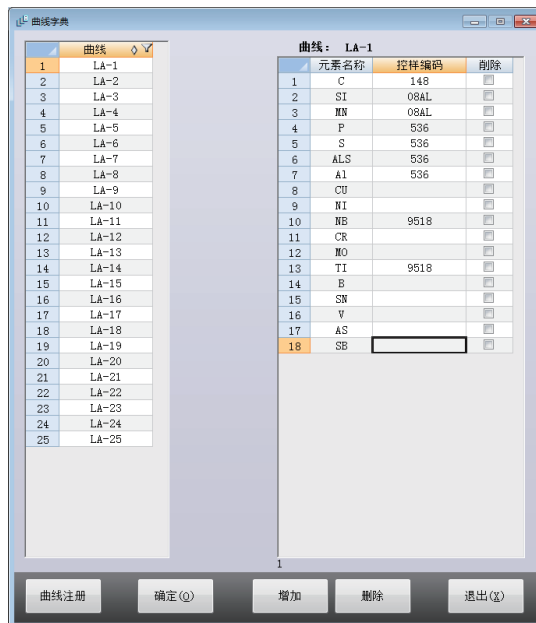 曲线字典
曲线
1 LA-1
2 LA-2
3 LA-3
4 LA-4
5 LA-5
6 LA-6
7 LA-7
8 LA-8
9 LA-9
10 LA-10
11 LA-11
12 LA-12
13 LA-13
14 LA-14
15 LA-15
16 LA-16
17 LA-17
18 LA-18
19 LA-19
20 LA-20
21 LA-21
22 LA-22
23 LA-23
24 LA-24
25 LA-25
曲线: LA-1
元素名称 控样编码 删除
1 C 148
2 SI 08AL
3 MN 08AL
4 P 536
5 S 536
6 ALS 536
7 Al 536
8 CU
9 NI
10 NB 9518
11 CR
12 MO
13 TI 9518
14 B
15 SN
16 V
17 AS
18 SB
1
曲线注册 确定(O) 增加 删除 退出(X)